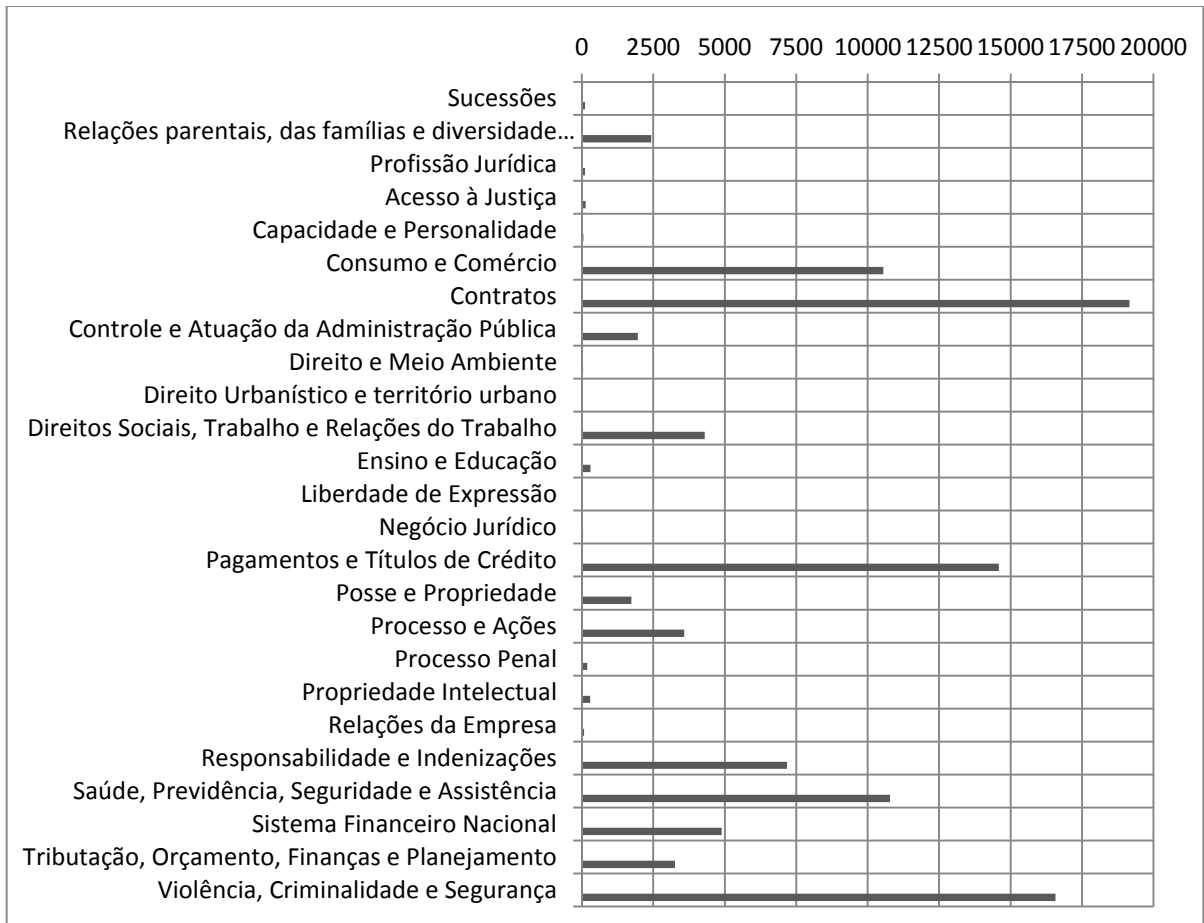 0 2500 5000 7500 10000 12500 15000 17500 20000
Sucessões
Relações parentais, das famílias e diversidade...
Profissão Jurídica
Acesso à Justiça
Capacidade e Personalidade
Consumo e Comércio
Contratos
Controle e Atuação da Administração Pública
Direito e Meio Ambiente
Direito Urbanístico e território urbano
Direitos Sociais, Trabalho e Relações do Trabalho
Ensino e Educação
Liberdade de Expressão
Negócio Jurídico
Pagamentos e Títulos de Crédito
Posse e Propriedade
Processo e Ações
Processo Penal
Propriedade Intelectual
Relações da Empresa
Responsabilidade e Indenizações
Saúde, Previdência, Seguridade e Assistência
Sistema Financeiro Nacional
Tributação, Orçamento, Finanças e Planejamento
Violência, Criminalidade e Segurança